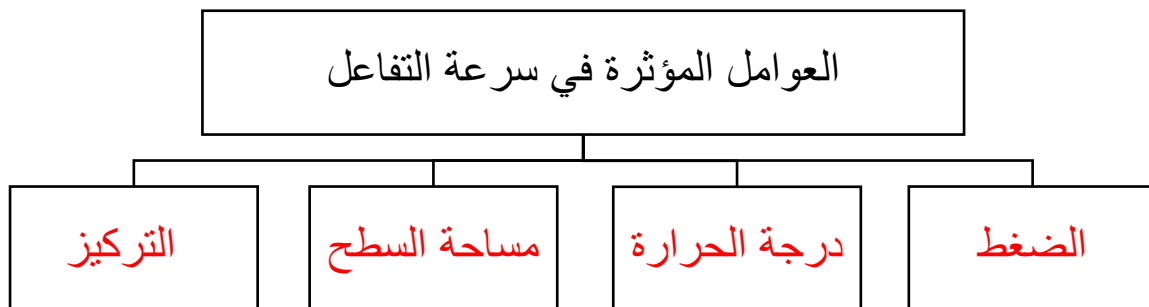 العوامل المؤثرة في سرعة التفاعل
الضغط
درجة الحرارة
مساحة السطح
التركيز